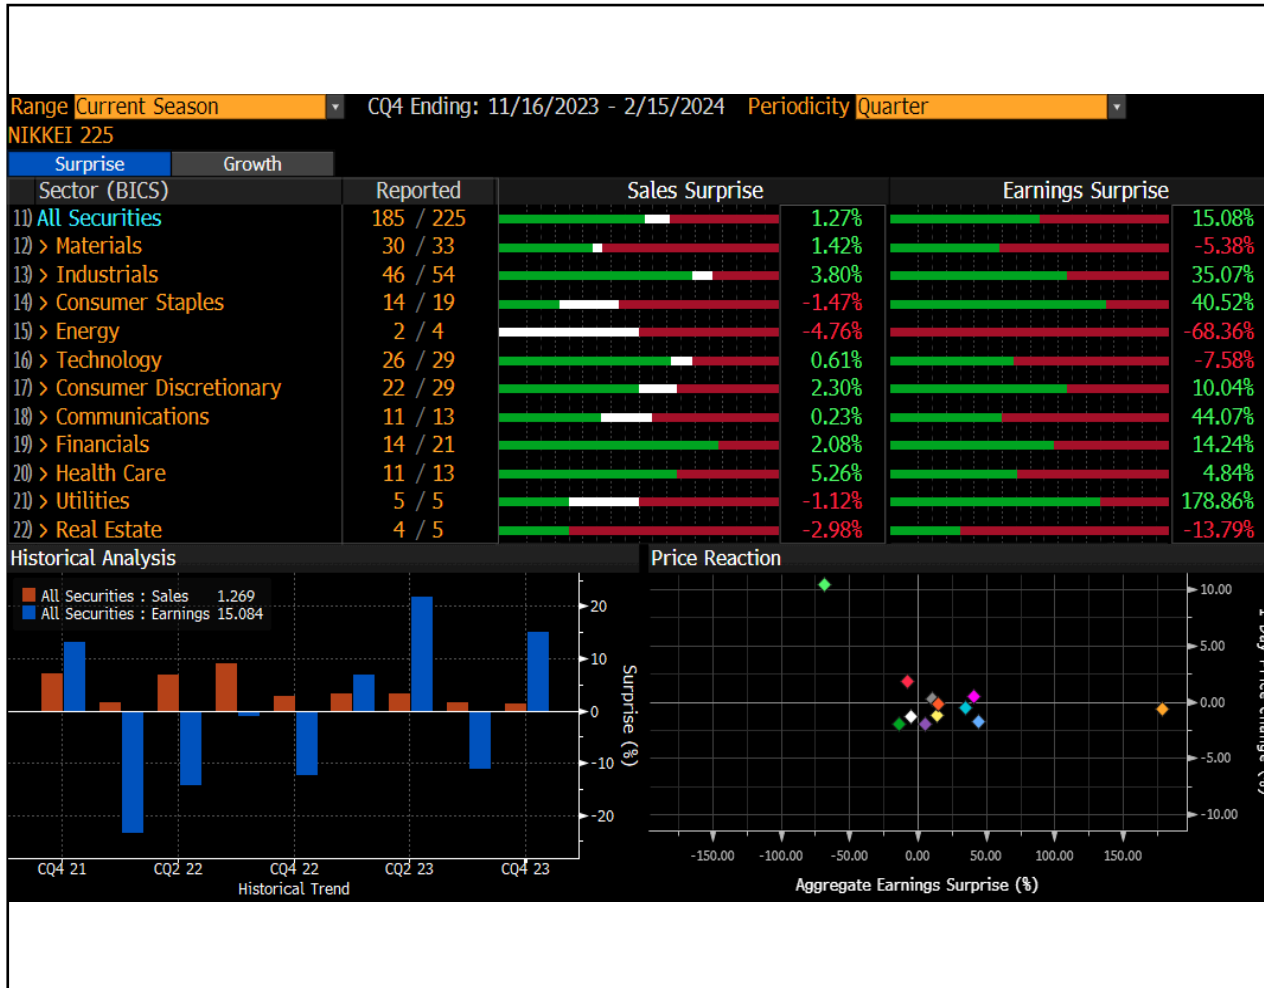 Range Current Season CQ4 Ending: 11/16/2023 - 2/15/2024 Periodicity Quarter
NIKKEI 225
Surprise Growth
Sector (BICS) Reported Sales Surprise Earnings Surprise
11) All Securities 185 / 225 1.27% 15.08%
12) > Materials 30 / 33 1.42% -5.38%
13) > Industrials 46 / 54 3.80% 35.07%
14) > Consumer Staples 14 / 19 -1.47% 40.52%
15) > Energy 2 / 4 -4.76% -68.36%
16) > Technology 26 / 29 0.61% -7.58%
17) > Consumer Discretionary 22 / 29 2.30% 10.04%
18) > Communications 11 / 13 0.23% 44.07%
19) > Financials 14 / 21 2.08% 14.24%
20) > Health Care 11 / 13 5.26% 4.84%
21) > Utilities 5 / 5 -1.12% 178.86%
22) > Real Estate 4 / 5 -2.98% -13.79%
Historical Analysis
All Securities : Sales 1.269
All Securities : Earnings 15.084
20
10
0
-10
-20
Surprise (%)
CQ4 21 CQ2 22 CQ4 22 CQ2 23 CQ4 23
Historical Trend
Price Reaction
10.00
5.00
0.00
-5.00
-10.00
1 Day Price Change (%)
-150.00 -100.00 -50.00 0.00 50.00 100.00 150.00
Aggregate Earnings Surprise (%)